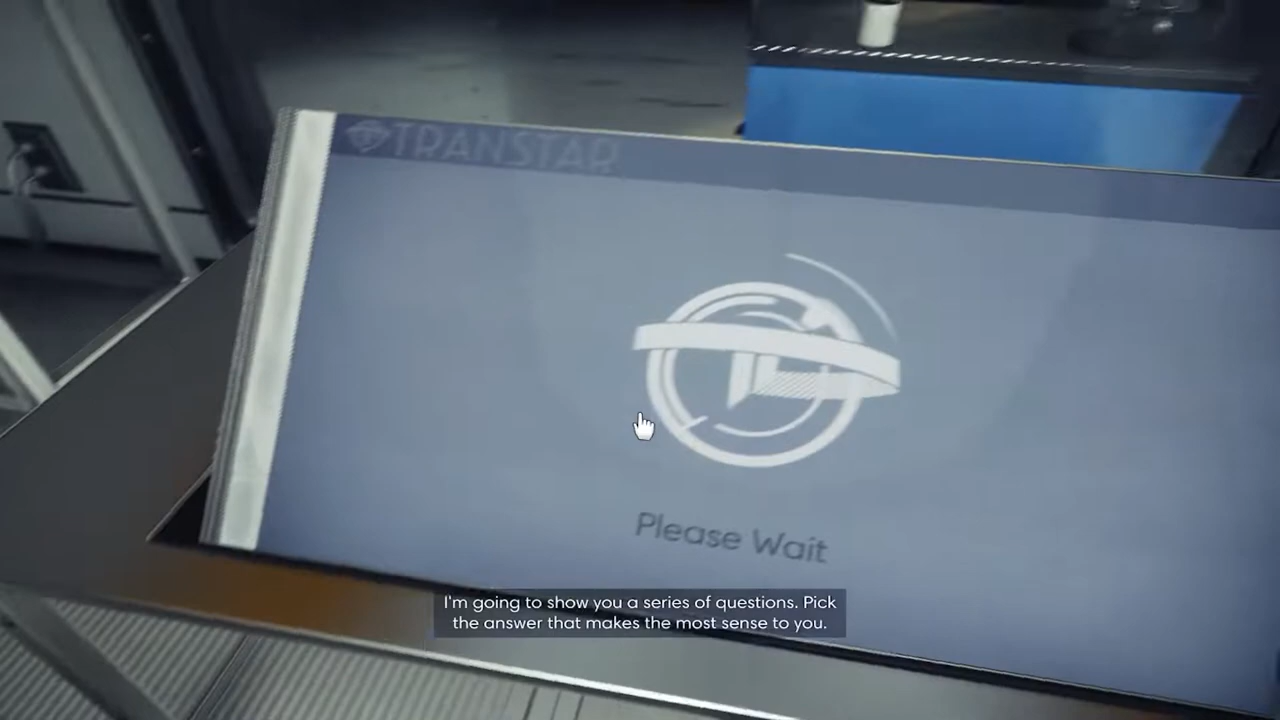 TRANSTAR
Please Wait
I'm going to show you a series of questions. Pick
the answer that makes the most sense to you.